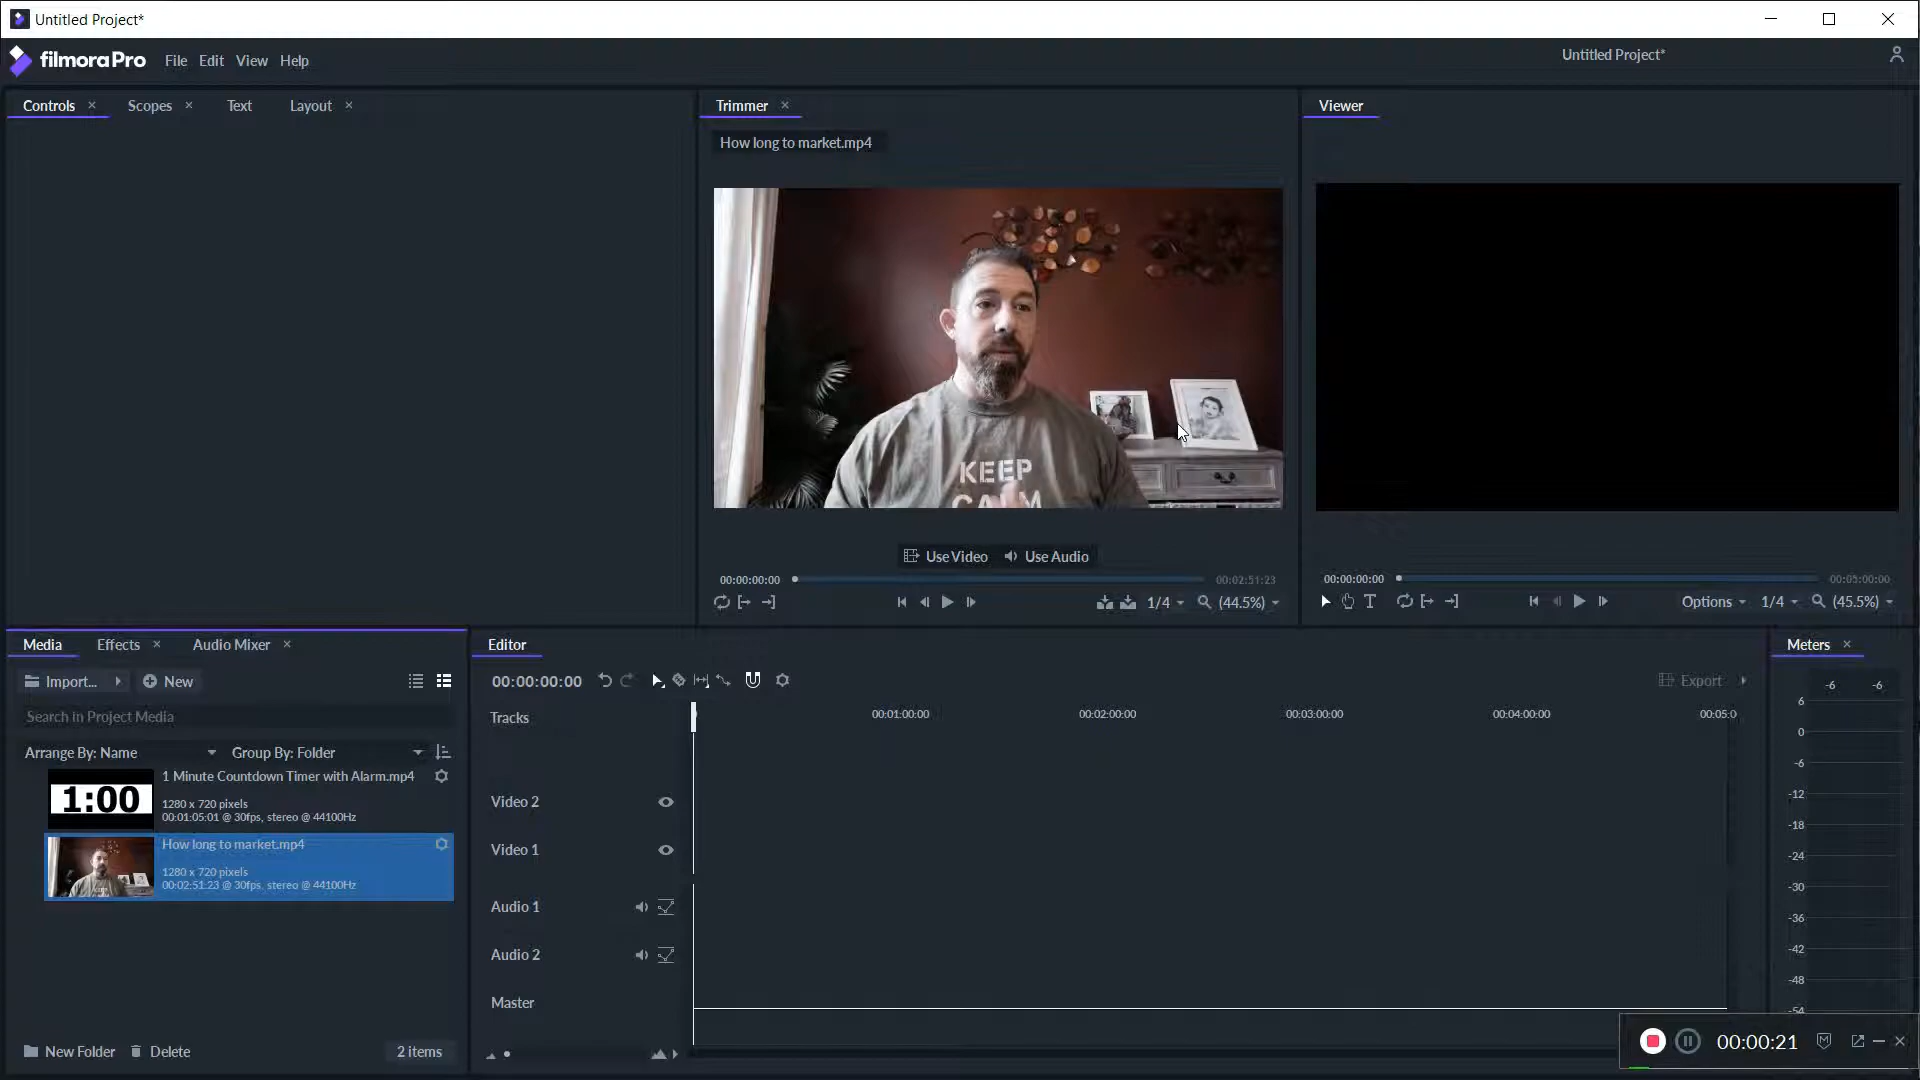 Untitled Project*
filmoraPro File Edit View Help
Untitled Project*
Controls Scopes Text Layout
Trimmer
Viewer
How long to market.mp4
KEEP
CALM
Use Video Use Audio
00:00:00:00 00:02:51:23
00:00:00:00 00:05:00:00
1/4 (44.5%)
Options 1/4 (45.5%)
Media Effects Audio Mixer
Editor
Meters
Import... New
00:00:00:00
Export
-6 -6
Search in Project Media
Tracks
00:01:00:00 00:02:00:00 00:03:00:00 00:04:00:00 00:05:0
Arrange By: Name Group By: Folder
1:00
1 Minute Countdown Timer with Alarm.mp4
1280 x 720 pixels
00:01:05:01 @ 30fps, stereo @ 44100Hz
How long to market.mp4
1280 x 720 pixels
00:02:51:23 @ 30fps, stereo @ 44100Hz
Video 2
Video 1
Audio 1
Audio 2
Master
6
0
-6
-12
-18
-24
-30
-36
-42
-48
-54
New Folder Delete 2 items
00:00:21